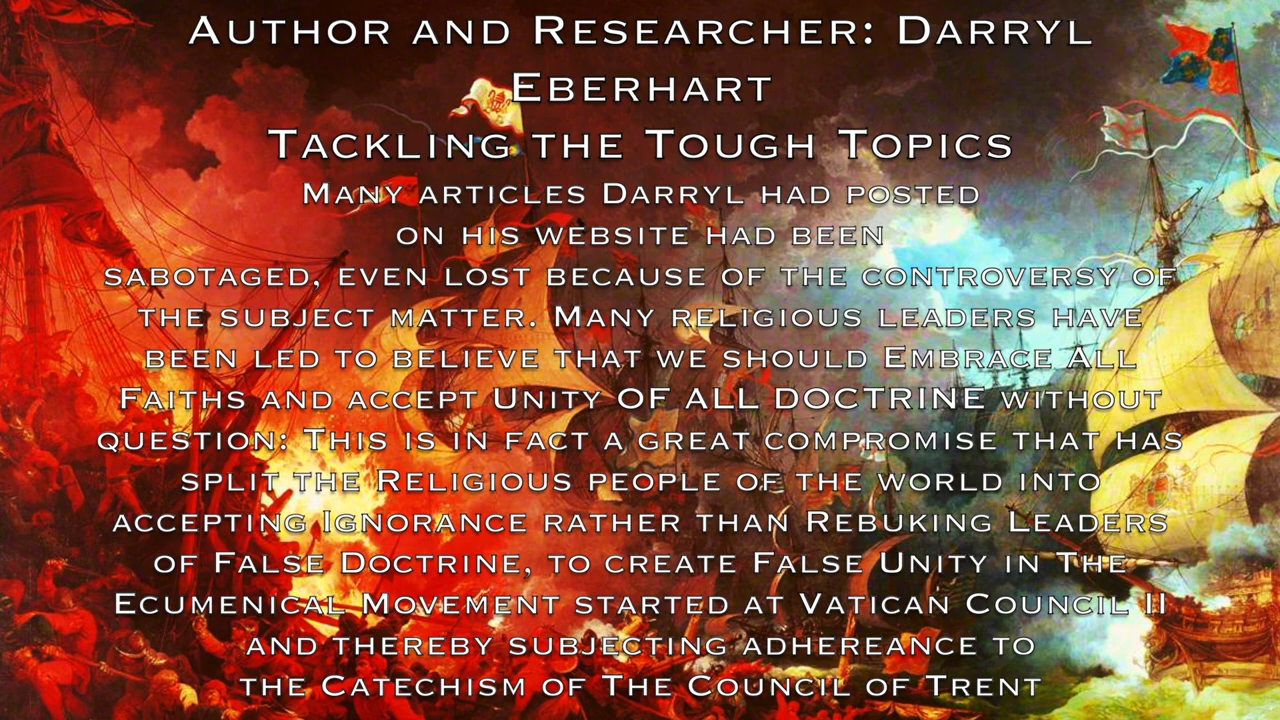 Author and Researcher: Darryl
Eberhart
Tackling the Tough Topics
Many articles Darryl had posted
on his website had been
sabotaged, even lost because of the controversy of
the subject matter. Many religious leaders have
been led to believe that we should Embrace All
Faiths and accept Unity OF ALL DOCTRINE without
question: This is in fact a great compromise that has
split the Religious people of the world into
accepting Ignorance rather than Rebuking Leaders
of False Doctrine, to create False Unity in The
Ecumenical Movement started at Vatican Council II
and thereby subjecting adhereance to
the Catechism of The Council of Trent